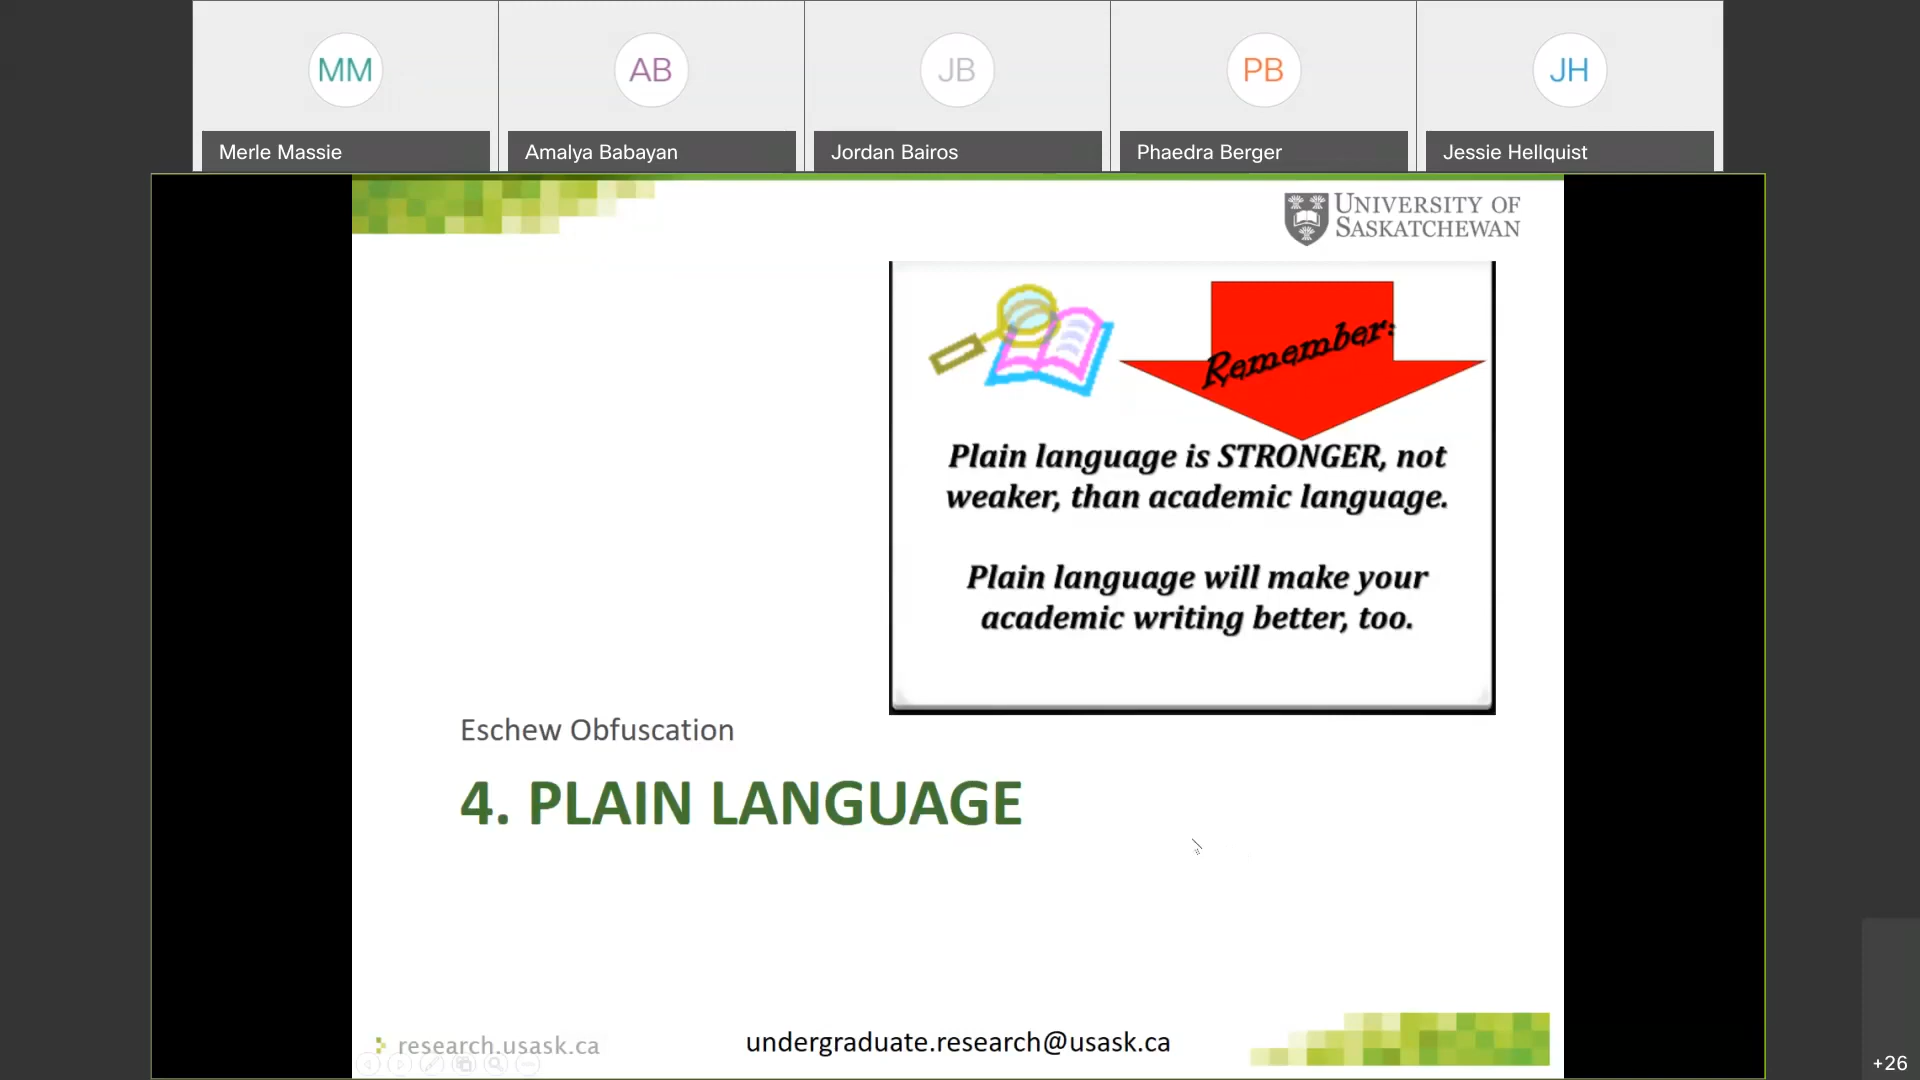 MM
AB
JB
PB
JH
Merle Massie
Amalya Babayan
Jordan Bairos
Phaedra Berger
Jessie Hellquist
UNIVERSITY OF
SASKATCHEWAN
Remember:
Plain language is STRONGER, not
weaker, than academic language.
Plain language will make your
academic writing better, too.
Eschew Obfuscation
4. PLAIN LANGUAGE
research.usask.ca
undergraduate.research@usask.ca
+26